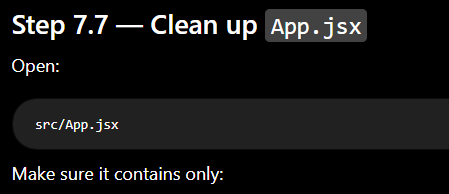 Step 7.7 — Clean up App.jsx
Open:
src/App.jsx
Make sure it contains only: